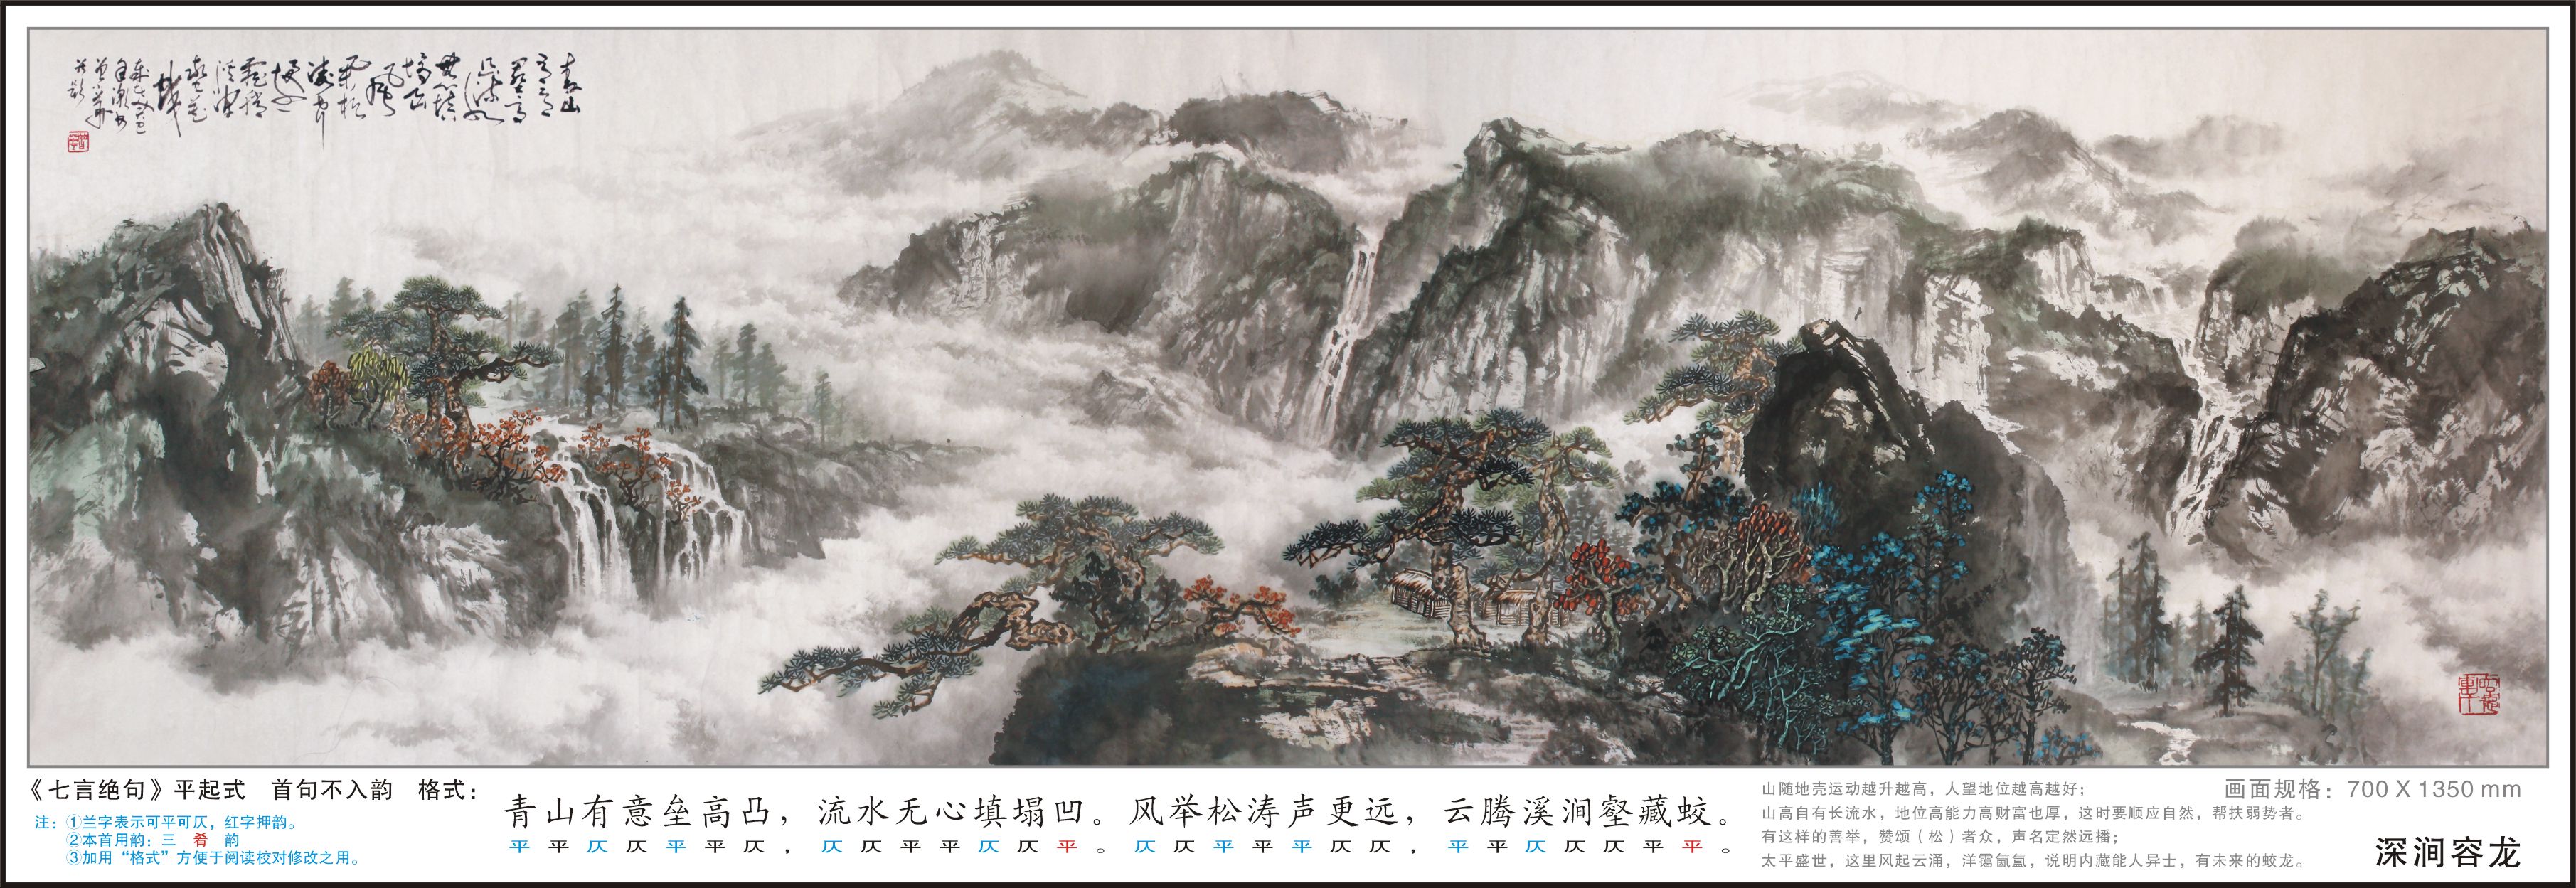 《七言绝句》平起式 首句不入韵 格式：
注：①兰字表示可平可仄，红字押韵。
②本首用韵：三 肴 韵
③加用“格式”方便于阅读校对修改之用。
青山有意垒高凸，流水无心填塌凹。风举松涛声更远，云腾溪涧壑藏蛟。
平平仄仄平平仄，仄仄平平仄仄平。仄仄平平平仄仄，平平仄仄仄平平。
山随地壳运动越升越高，人望地位越高越好；
山高自有长流水，地位高能力高财富也厚，这时要顺应自然，帮扶弱势者。
有这样的善举，赞颂（松）者众，声名定然远播；
太平盛世，这里风起云涌，洋霭氤氲，说明内藏能人异士，有未来的蛟龙。
画面规格：700 X 1350 mm
深涧容龙